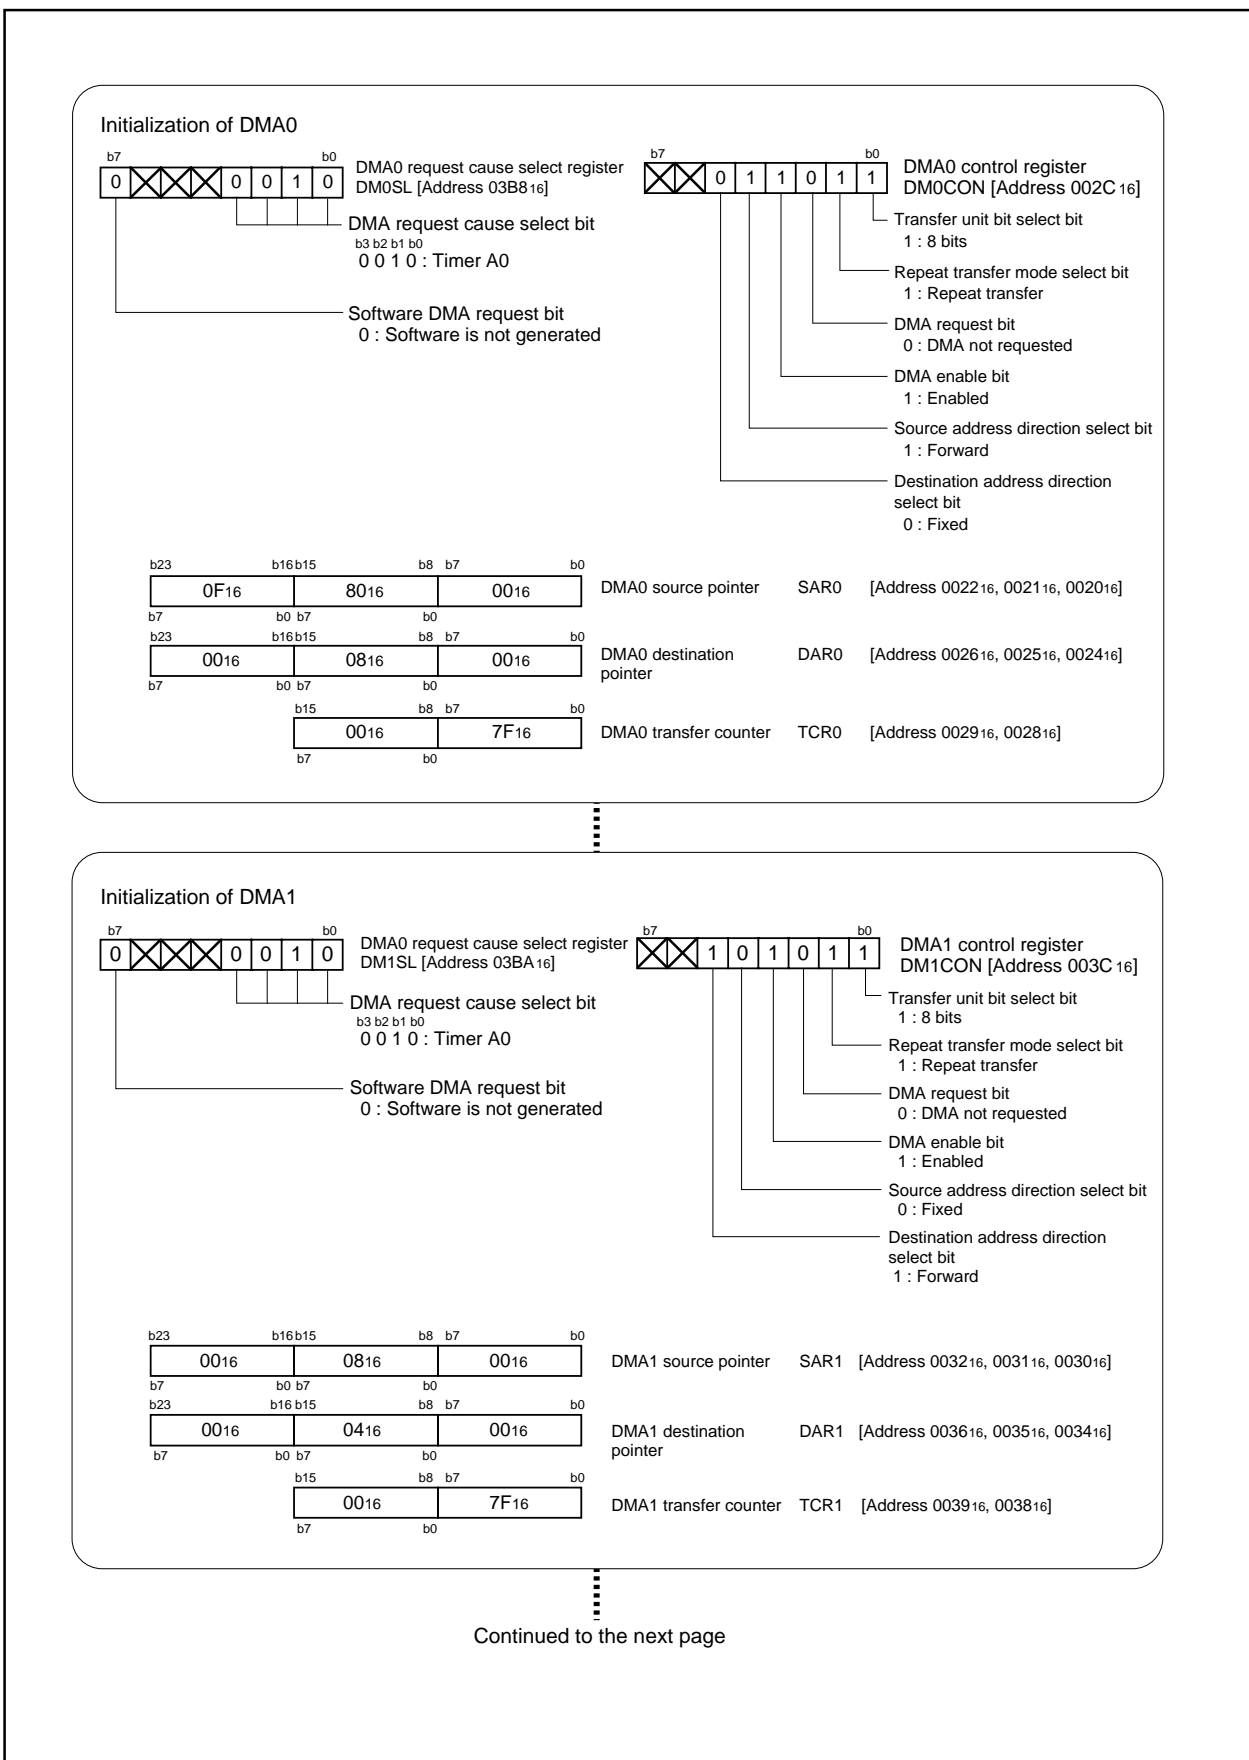 Initialization of DMA0
b7 b0
0 0 0 1 0
DMA0 request cause select register
DM0SL [Address 03B816]
DMA request cause select bit
b3 b2 b1 b0
0 0 1 0 : Timer A0
Software DMA request bit
0 : Software is not generated
b7 b0
0 1 1 0 1 1
DMA0 control register
DM0CON [Address 002C 16]
Transfer unit bit select bit
1 : 8 bits
Repeat transfer mode select bit
1 : Repeat transfer
DMA request bit
0 : DMA not requested
DMA enable bit
1 : Enabled
Source address direction select bit
1 : Forward
Destination address direction
select bit
0 : Fixed
b23 b16 b15 b8 b7 b0
0F16 8016 0016 DMA0 source pointer SAR0 [Address 002216, 002116, 002016]
b7 b0 b7 b0
b23 b16 b15 b8 b7 b0
0016 0816 0016 DMA0 destination DAR0 [Address 002616, 002516, 002416]
pointer
b7 b0 b7 b0
b15 b8 b7 b0
0016 7F16 DMA0 transfer counter TCR0 [Address 002916, 002816]
b7 b0
Initialization of DMA1
b7 b0
0 0 0 1 0
DMA0 request cause select register
DM1SL [Address 03BA 16]
DMA request cause select bit
b3 b2 b1 b0
0 0 1 0 : Timer A0
Software DMA request bit
0 : Software is not generated
b7 b0
1 0 1 0 1 1
DMA1 control register
DM1CON [Address 003C 16]
Transfer unit bit select bit
1 : 8 bits
Repeat transfer mode select bit
1 : Repeat transfer
DMA request bit
0 : DMA not requested
DMA enable bit
1 : Enabled
Source address direction select bit
0 : Fixed
Destination address direction
select bit
1 : Forward
b23 b16 b15 b8 b7 b0
0016 0816 0016 DMA1 source pointer SAR1 [Address 003216, 003116, 003016]
b7 b0 b7 b0
b23 b16 b15 b8 b7 b0
0016 0416 0016 DMA1 destination DAR1 [Address 003616, 003516, 003416]
pointer
b7 b0 b7 b0
b15 b8 b7 b0
0016 7F16 DMA1 transfer counter TCR1 [Address 003916, 003816]
b7 b0
Continued to the next page